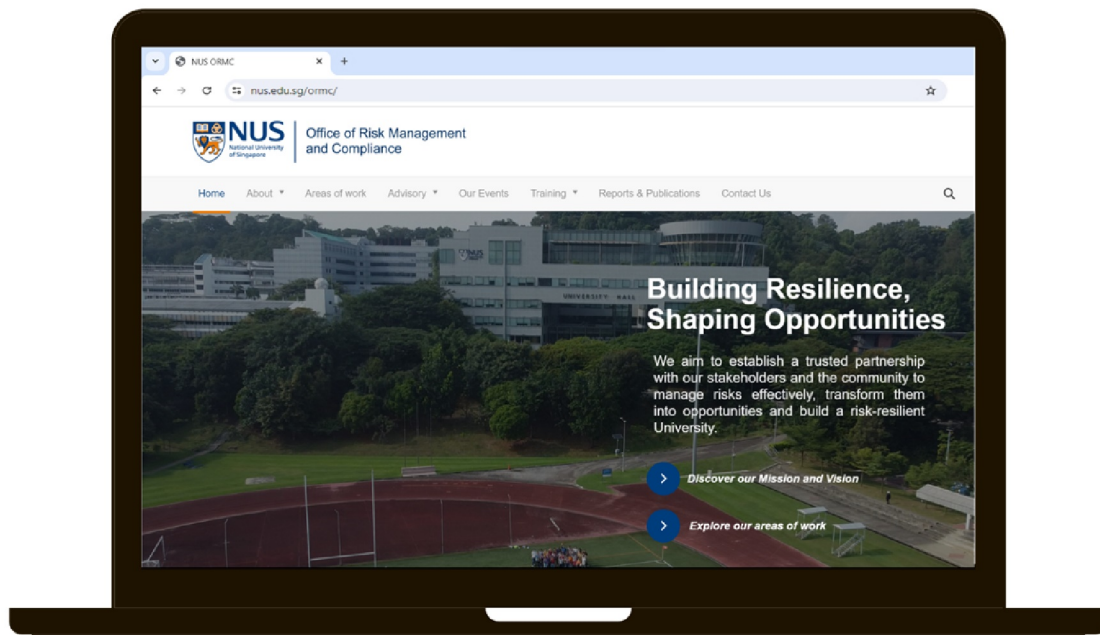 NUS ORMC
nus.edu.sg/ormc/
NUS
National University
of Singapore
Office of Risk Management
and Compliance
Home About Areas of work Advisory Our Events Training Reports & Publications Contact Us
NUS
UNIVERSITY HALL
Building Resilience,
Shaping Opportunities
We aim to establish a trusted partnership
with our stakeholders and the community to
manage risks effectively, transform them
into opportunities and build a risk-resilient
University.
Discover our Mission and Vision
Explore our areas of work